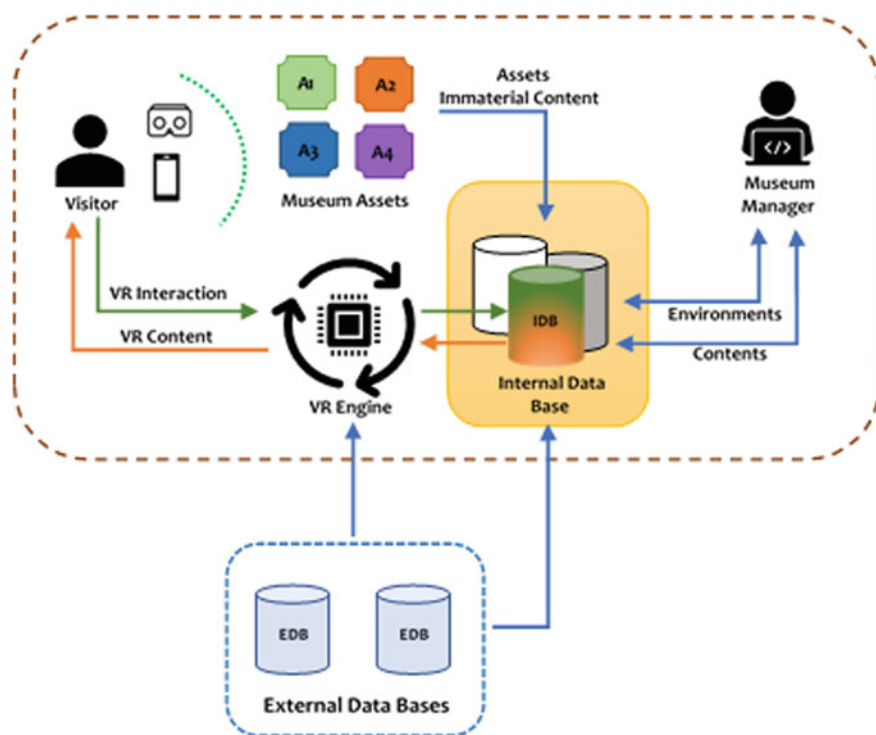 A1
A2
A3
A4
Museum Assets
Assets
Immaterial Content
</>
Museum
Manager
Visitor
VR Interaction
VR Content
VR Engine
IDB
Internal Data
Base
Environments
Contents
EDB
EDB
External Data Bases